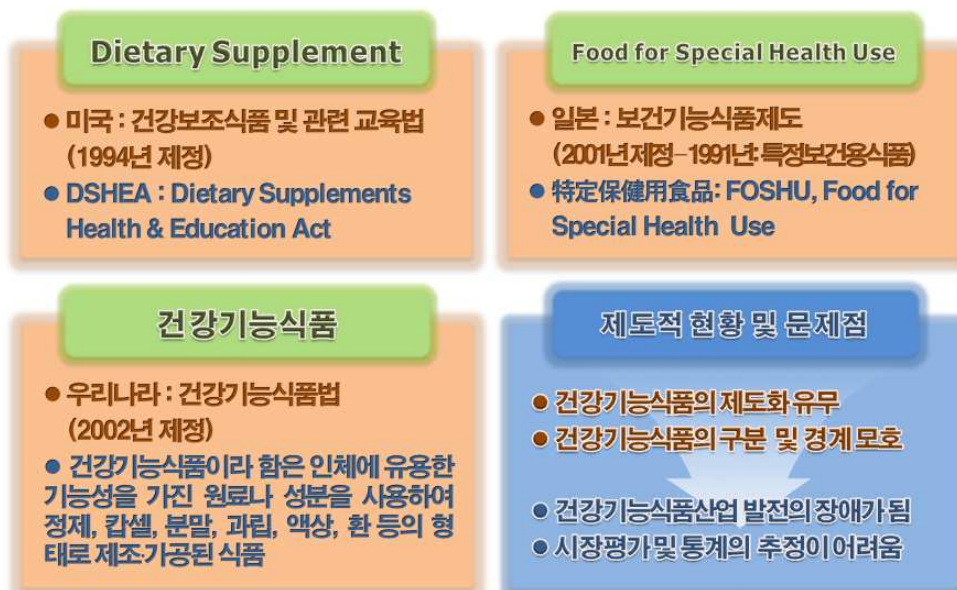 Dietary Supplement
● 미국 : 건강보조식품 및 관련 교육법
(1994년 제정)
● DSHEA : Dietary Supplements
Health & Education Act
Food for Special Health Use
● 일본 : 보건기능식품제도
(2001년 제정-1991년: 특정보건용식품)
● 特定保健用食品: FOSHU, Food for
Special Health Use
건강기능식품
● 우리나라 : 건강기능식품법
(2002년 제정)
● 건강기능식품이라 함은 인체에 유용한
기능성을 가진 원료나 성분을 사용하여
정제, 캅셀, 분말, 과립, 액상, 환 등의 형
태로 제조·가공된 식품
제도적 현황 및 문제점
● 건강기능식품의 제도화 유무
● 건강기능식품의 구분 및 경계 모호
● 건강기능식품산업 발전의 장애가 됨
● 시장평가 및 통계의 추정이 어려움